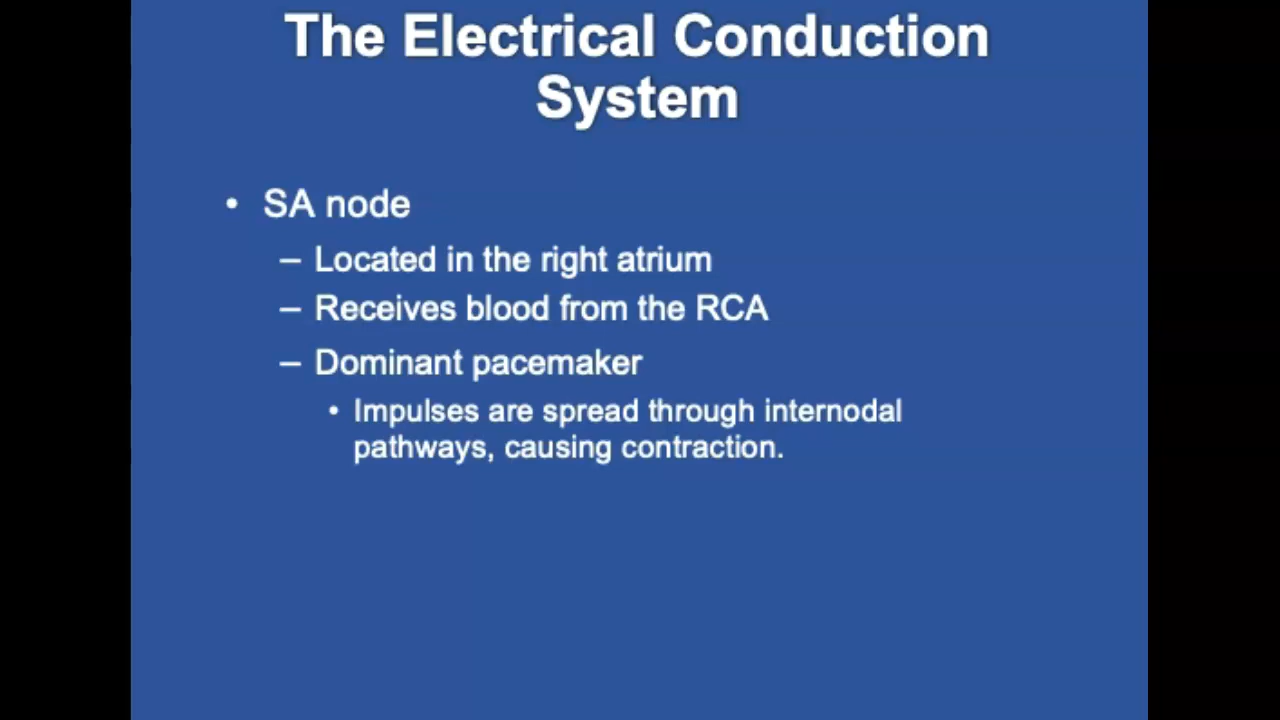 The Electrical Conduction
System
• SA node
– Located in the right atrium
– Receives blood from the RCA
– Dominant pacemaker
• Impulses are spread through internodal
pathways, causing contraction.